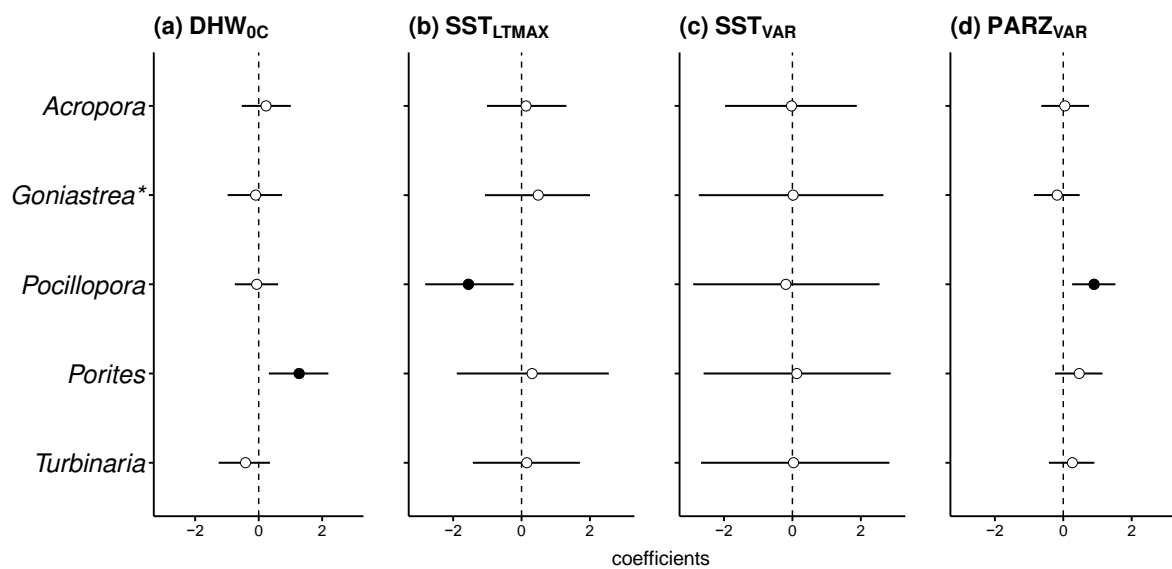 (a) DHW0C (b) SSTLTMAX (c) SSTVAR (d) PARZVAR
Acropora
Goniastrea*
Pocillopora
Porites
Turbinaria
−2 0 2 −2 0 2 −2 0 2 −2 0 2
coefficients